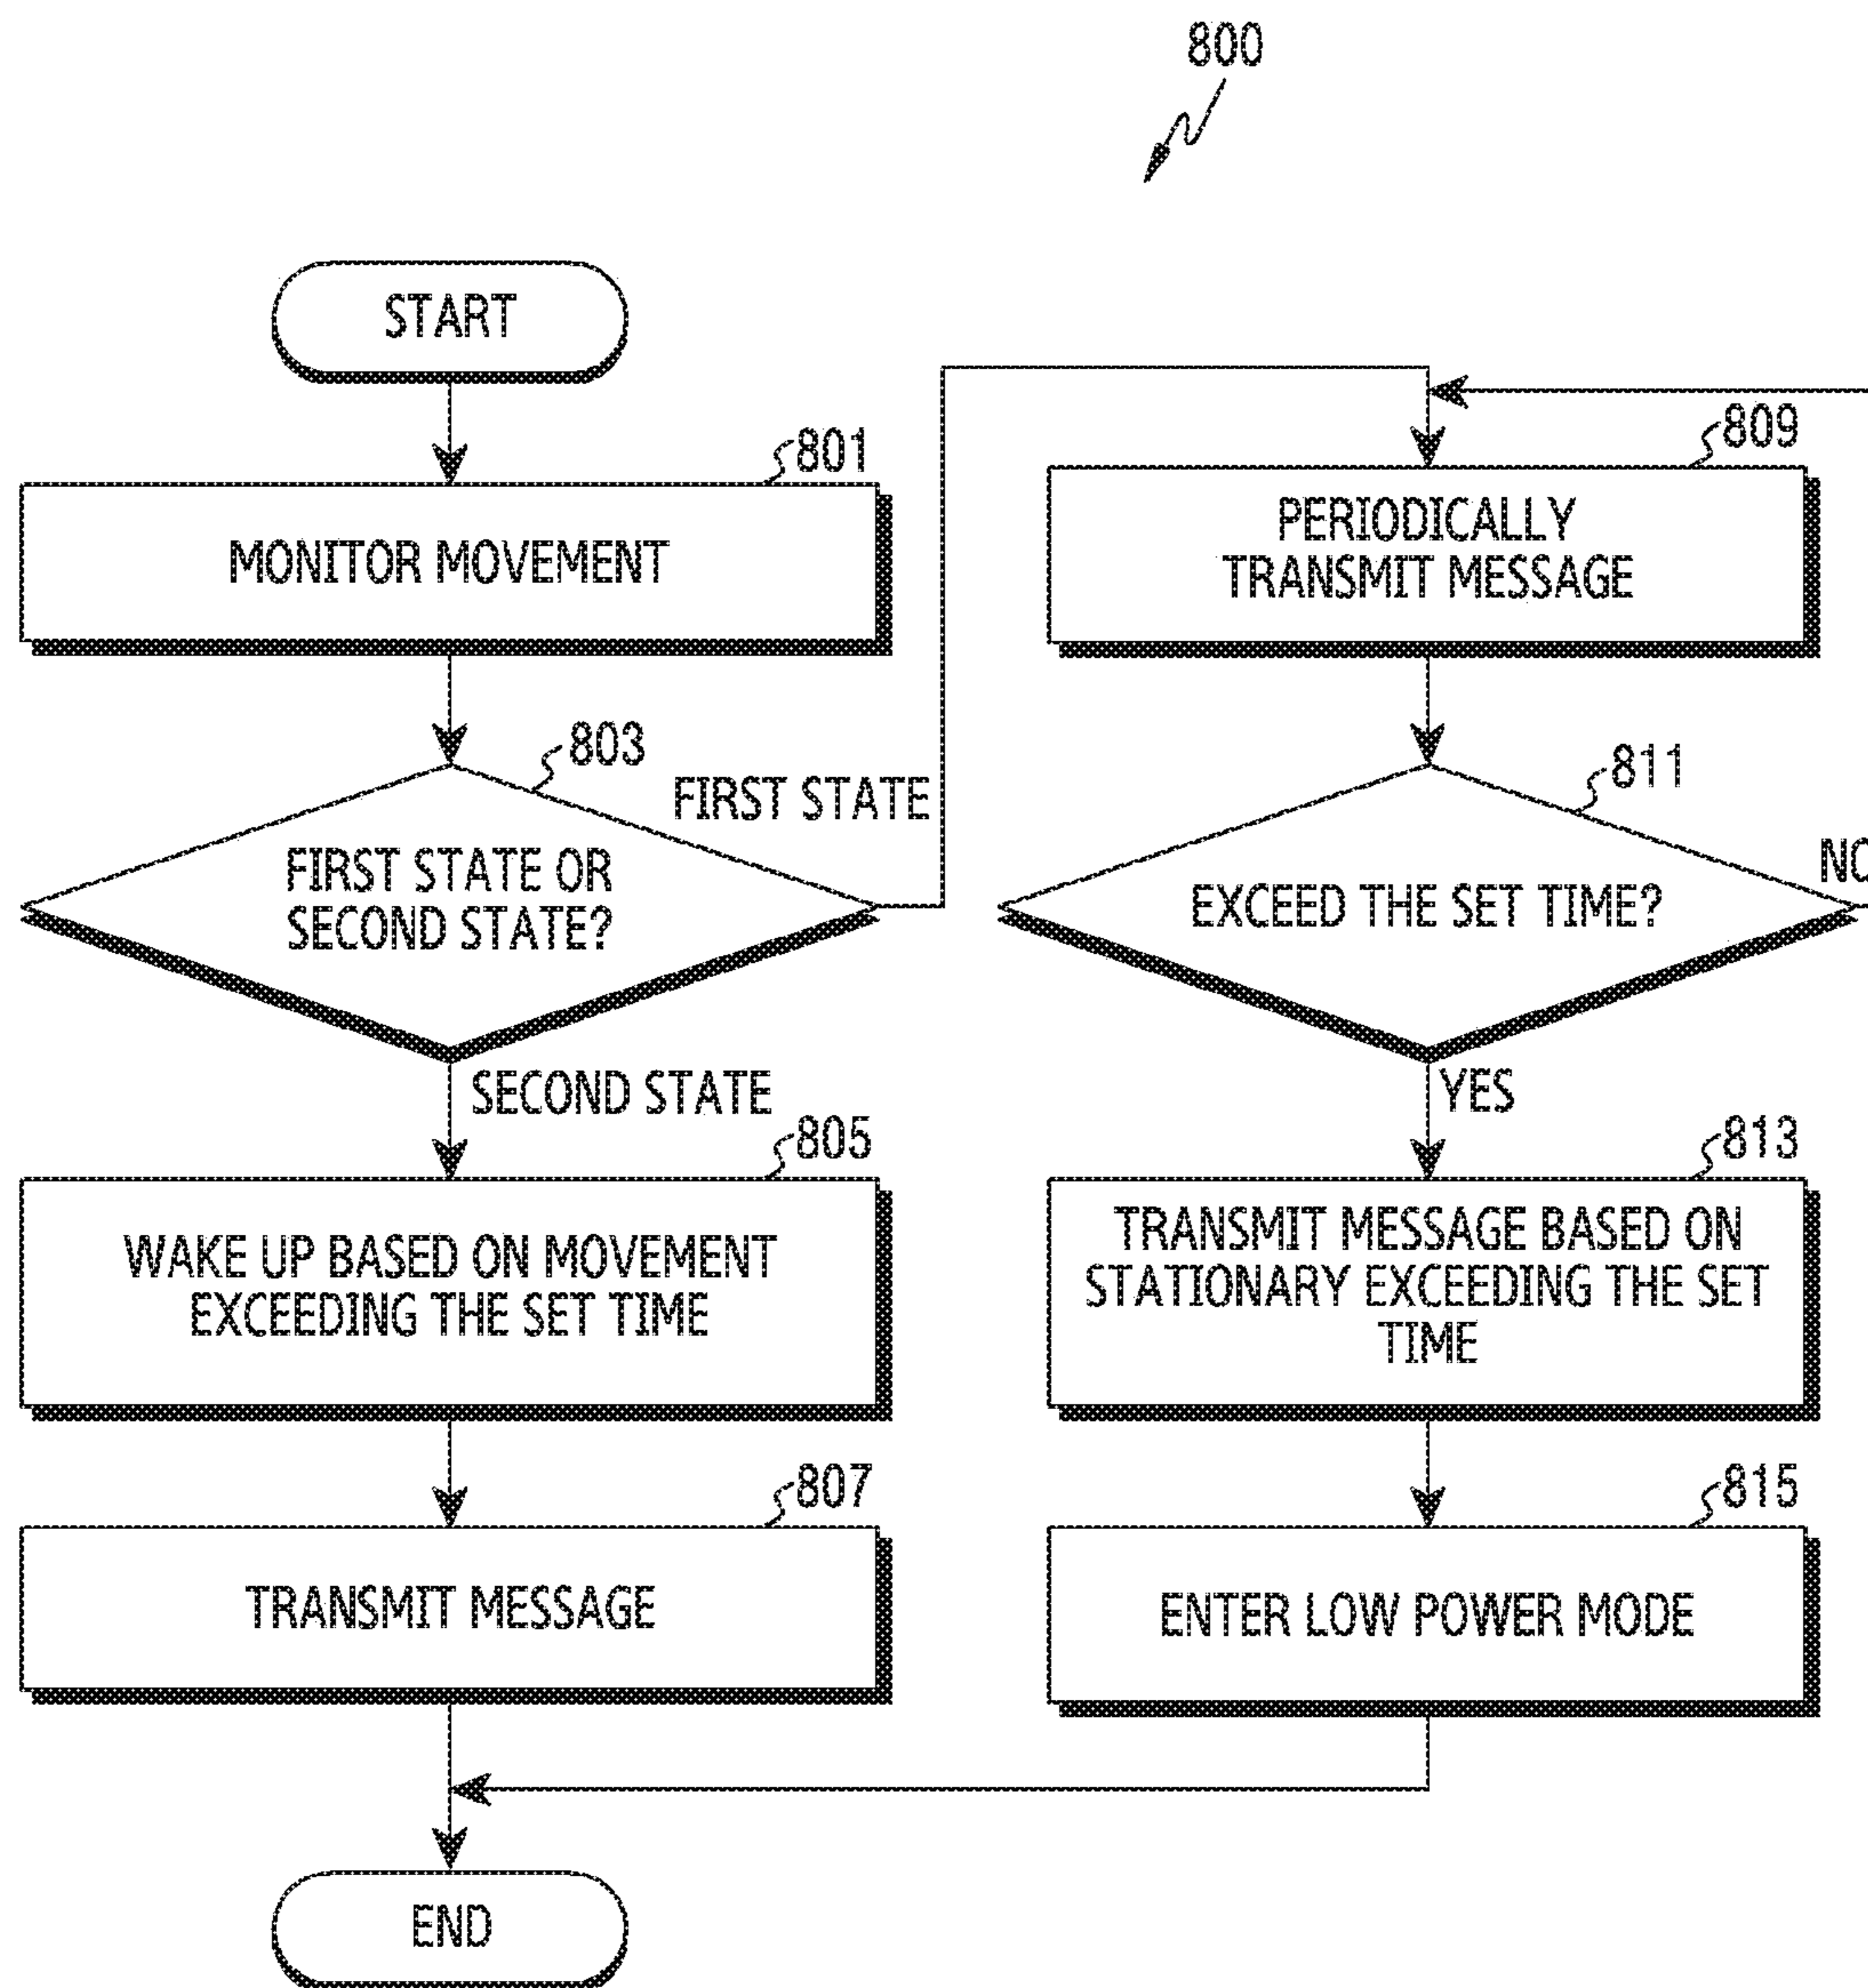 800
START
801
MONITOR MOVEMENT
803
FIRST STATE
FIRST STATE OR
SECOND STATE?
SECOND STATE
805
WAKE UP BASED ON MOVEMENT
EXCEEDING THE SET TIME
807
TRANSMIT MESSAGE
809
PERIODICALLY
TRANSMIT MESSAGE
811
EXCEED THE SET TIME?
NO
YES
813
TRANSMIT MESSAGE BASED ON
STATIONARY EXCEEDING THE SET
TIME
815
ENTER LOW POWER MODE
END